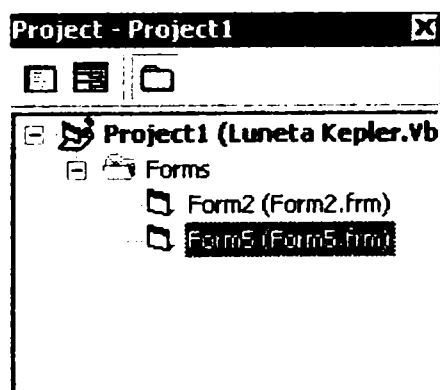 Project - Project1
Project1 (Luneta Kepler.Vb
Forms
Form2 (Form2.frm)
Form5 (Form5.frm)